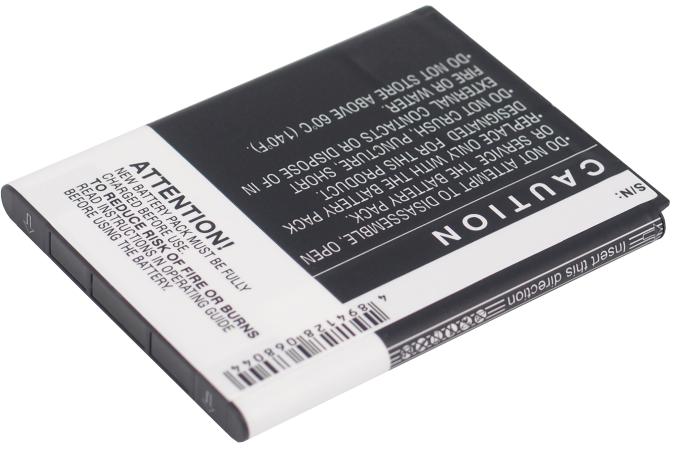 ATTENTION!
NEW BATTERY PACK MUST BE FULLY
CHARGED BEFORE USE.
TO REDUCE RISK OF FIRE OR BURNS
READ INSTRUCTIONS IN OPERATING GUIDE
BEFORE USING THE BATTERY.
4894128068044
CAUTION
•DO NOT ATTEMPT TO DISASSEMBLE, OPEN
OR SERVICE THE BATTERY PACK.
•REPLACE ONLY WITH THE BATTERY PACK
DESIGNATED FOR THIS PRODUCT.
•DO NOT CRUSH, PUNCTURE, SHORT
EXTERNAL CONTACTS OR DISPOSE OF IN
FIRE OR WATER.
•DO NOT STORE ABOVE 60°C (140°F).
S/N:
Insert this direction